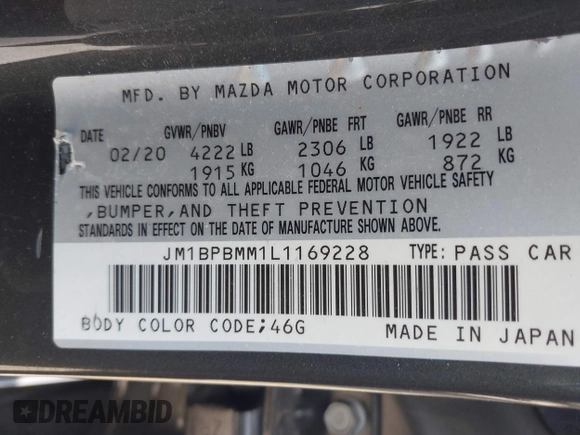 MFD. BY MAZDA MOTOR CORPORATION
DATE GVWR/PNBV GAWR/PNBE FRT GAWR/PNBE RR
02/20 4222 LB 2306 LB 1922 LB
1915 KG 1046 KG 872 KG
THIS VEHICLE CONFORMS TO ALL APPLICABLE FEDERAL MOTOR VEHICLE SAFETY
,BUMPER,AND THEFT PREVENTION
STANDARDS IN EFFECT ON THE DATE OF MANUFACTURE SHOWN ABOVE.
JM1BPBMM1L1169228 TYPE: PASS CAR
BODY COLOR CODE;46G MADE IN JAPAN
DREAMBID